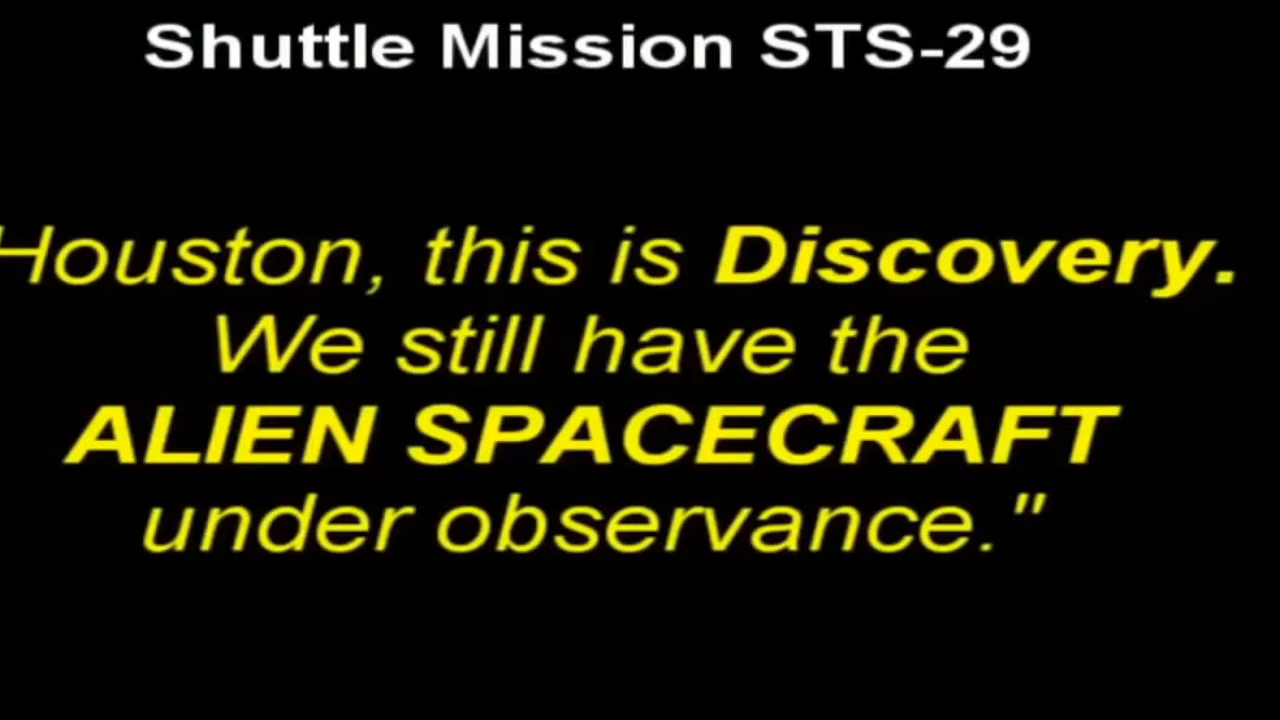 Shuttle Mission STS-29
Houston, this is Discovery.
We still have the
ALIEN SPACECRAFT
under observance."